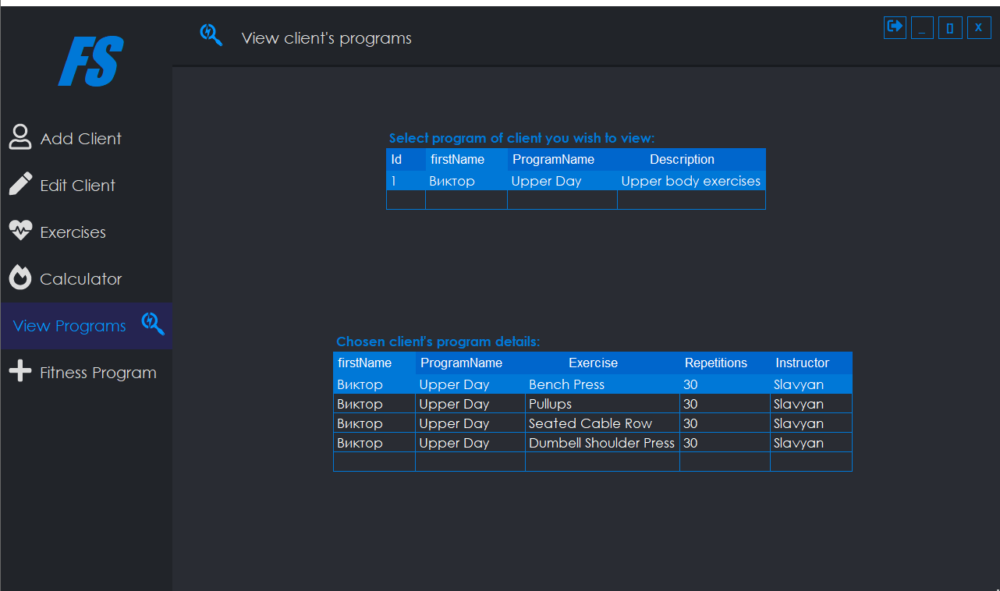 FS
View client's programs
_ [] X
Add Client
Edit Client
Exercises
Calculator
View Programs
Fitness Program
Select program of client you wish to view:
Id firstName ProgramName Description
1 Виктор Upper Day Upper body exercises
Chosen client's program details:
firstName ProgramName Exercise Repetitions Instructor
Виктор Upper Day Bench Press 30 Slavyan
Виктор Upper Day Pullups 30 Slavyan
Виктор Upper Day Seated Cable Row 30 Slavyan
Виктор Upper Day Dumbell Shoulder Press 30 Slavyan